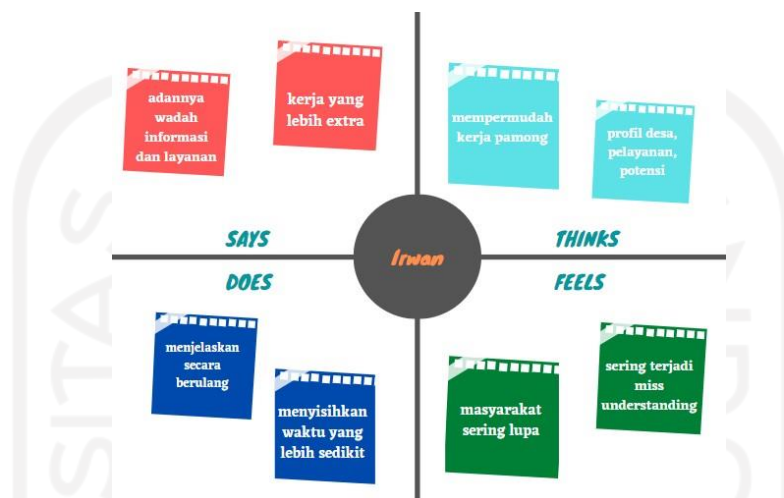 adannya
wadah
informasi
dan layanan
kerja yang
lebih extra
mempermudah
kerja pamong
profil desa,
pelayanan,
potensi
SAYS
THINKS
Irwan
DOES
FEELS
menjelaskan
secara
berulang
menyisihkan
waktu yang
lebih sedikit
masyarakat
sering lupa
sering terjadi
miss
understanding